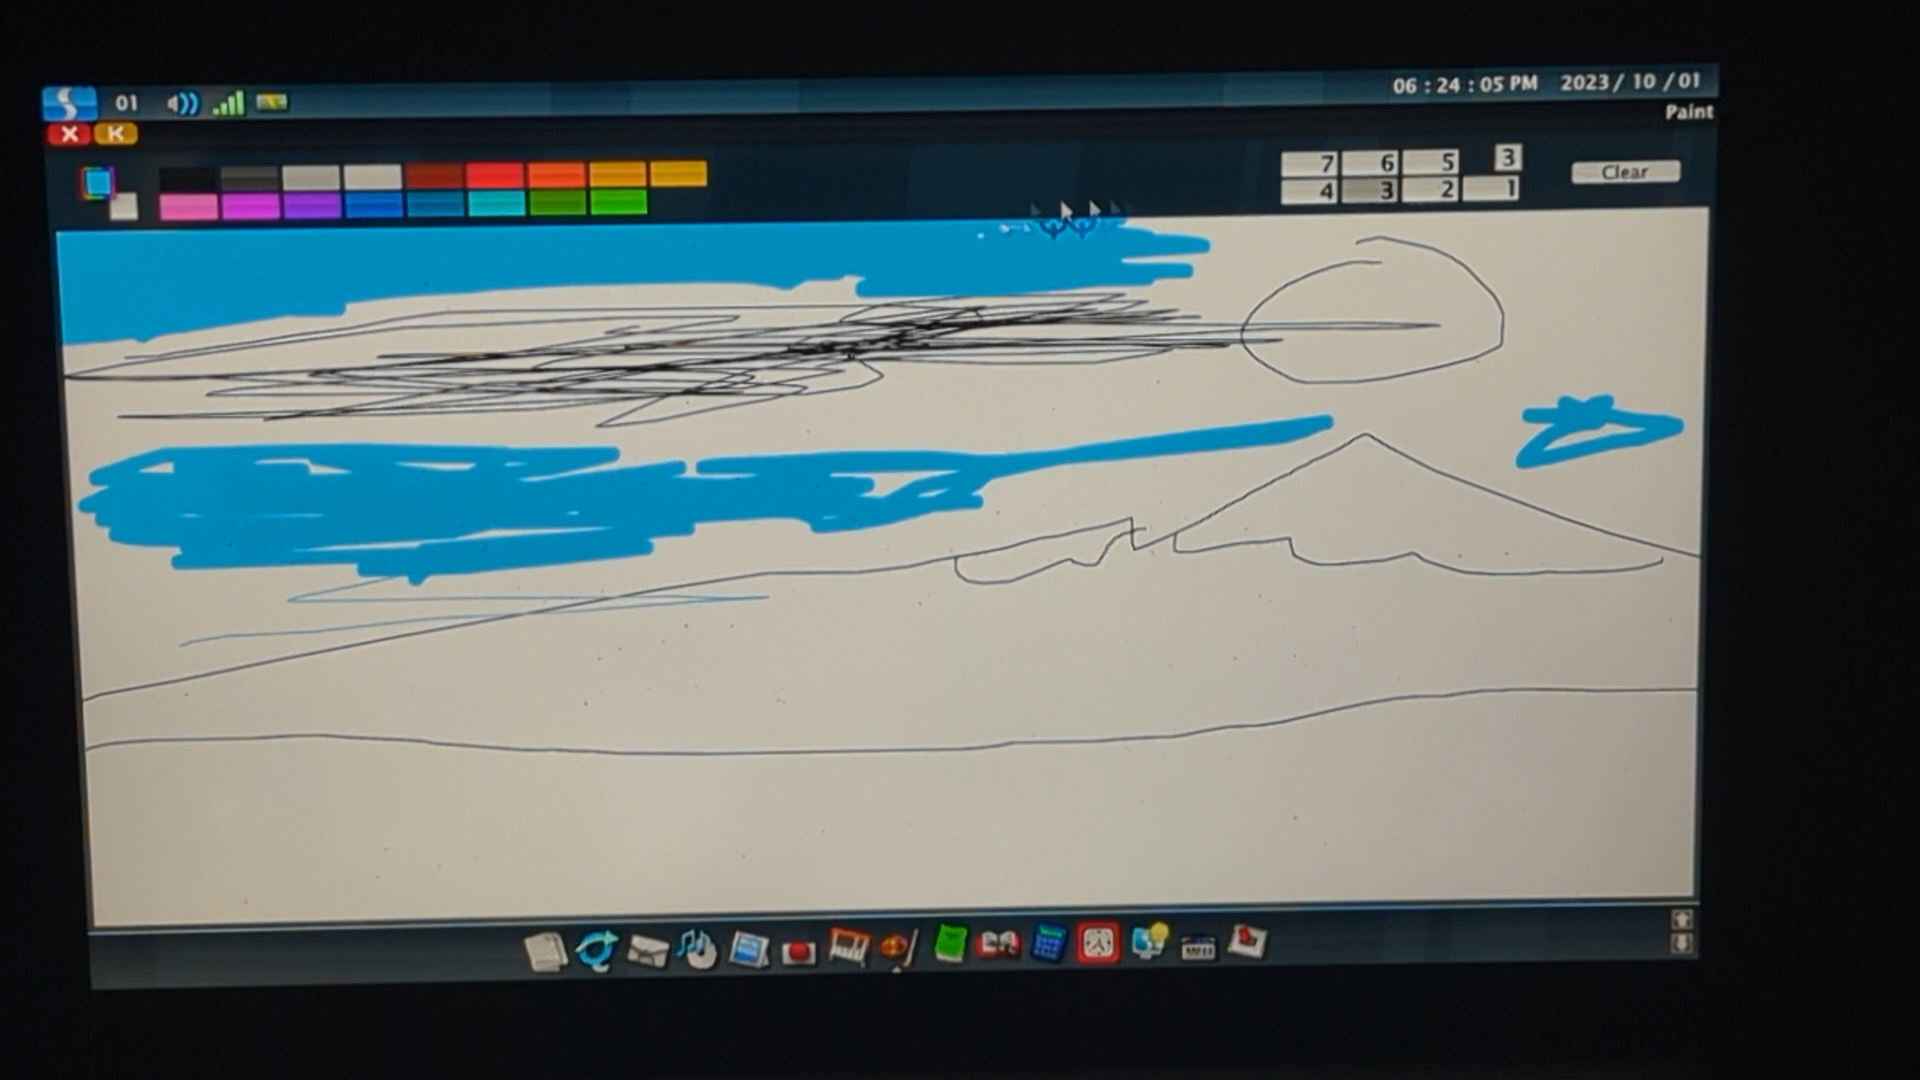 01 06 : 24 : 05 PM 2023 / 10 / 01
Paint
X K
7 6 5 3
4 3 2 1
Clear